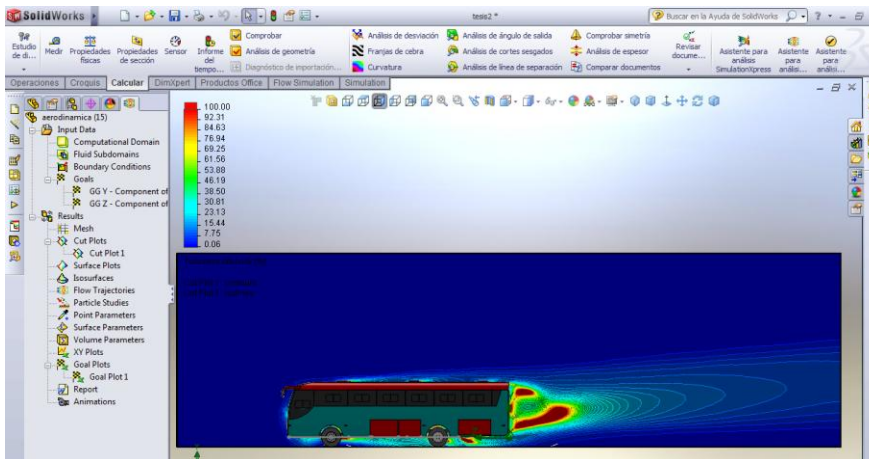 SolidWorks
tesis2 *
Buscar en la Ayuda de SolidWorks
Estudio de di...
Medir
Propiedades físicas
Propiedades de sección
Sensor
Informe del tiempo...
Comprobar
Análisis de geometría
Diagnóstico de importación...
Análisis de desviación
Franjas de cebra
Curvatura
Análisis de ángulo de salida
Análisis de cortes sesgados
Análisis de línea de separación
Comprobar simetría
Análisis de espesor
Comparar documentos
Revisar docume...
Asistente para análisis SimulationXpress
Asistente para análisi...
Asistente para análisi...
Operaciones
Croquis
Calcular
DimXpert
Productos Office
Flow Simulation
Simulation
aerodinamica (15)
Input Data
Computational Domain
Fluid Subdomains
Boundary Conditions
Goals
GG Y - Component of
GG Z - Component of
Results
Mesh
Cut Plots
Cut Plot 1
Surface Plots
Isosurfaces
Flow Trajectories
Particle Studies
Point Parameters
Surface Parameters
Volume Parameters
XY Plots
Goal Plots
Goal Plot 1
Report
Animations
100.00
92.31
84.63
76.94
69.25
61.56
53.88
46.19
38.50
30.81
23.13
15.44
7.75
0.06